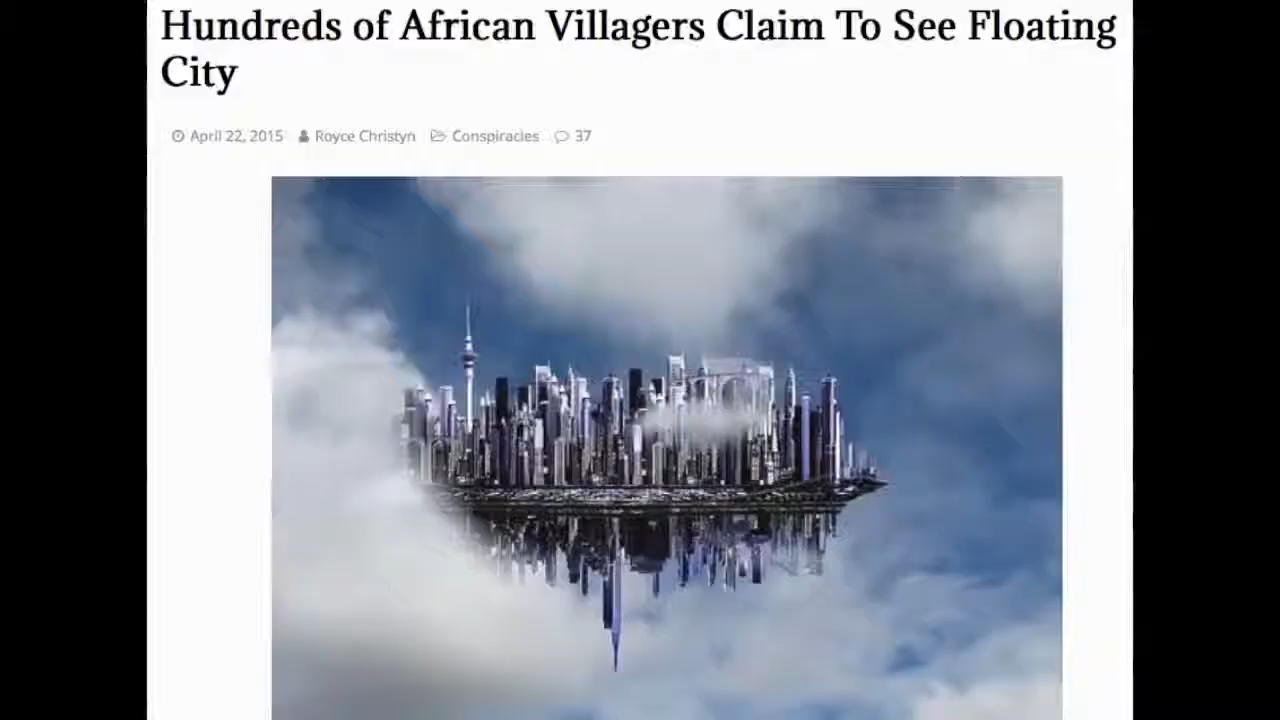 Hundreds of African Villagers Claim To See Floating
City
April 22, 2015 Royce Christyn Conspiracies 37